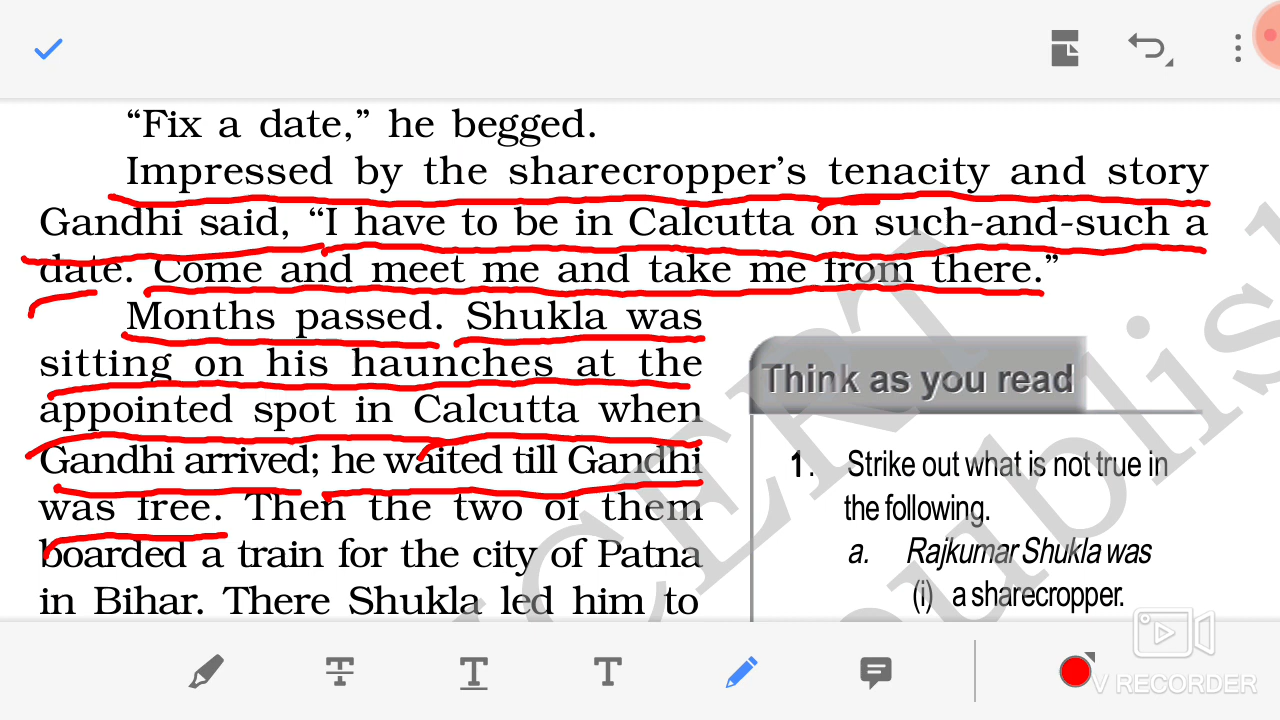 “Fix a date,” he begged.
Impressed by the sharecropper’s tenacity and story
Gandhi said, “I have to be in Calcutta on such-and-such a
date. Come and meet me and take me from there.”
Months passed. Shukla was
sitting on his haunches at the
appointed spot in Calcutta when
Gandhi arrived; he waited till Gandhi
was free. Then the two of them
boarded a train for the city of Patna
in Bihar. There Shukla led him to
Think as you read
1. Strike out what is not true in
the following.
a. Rajkumar Shukla was
(i) a sharecropper.
T
T
T
V RECORDER